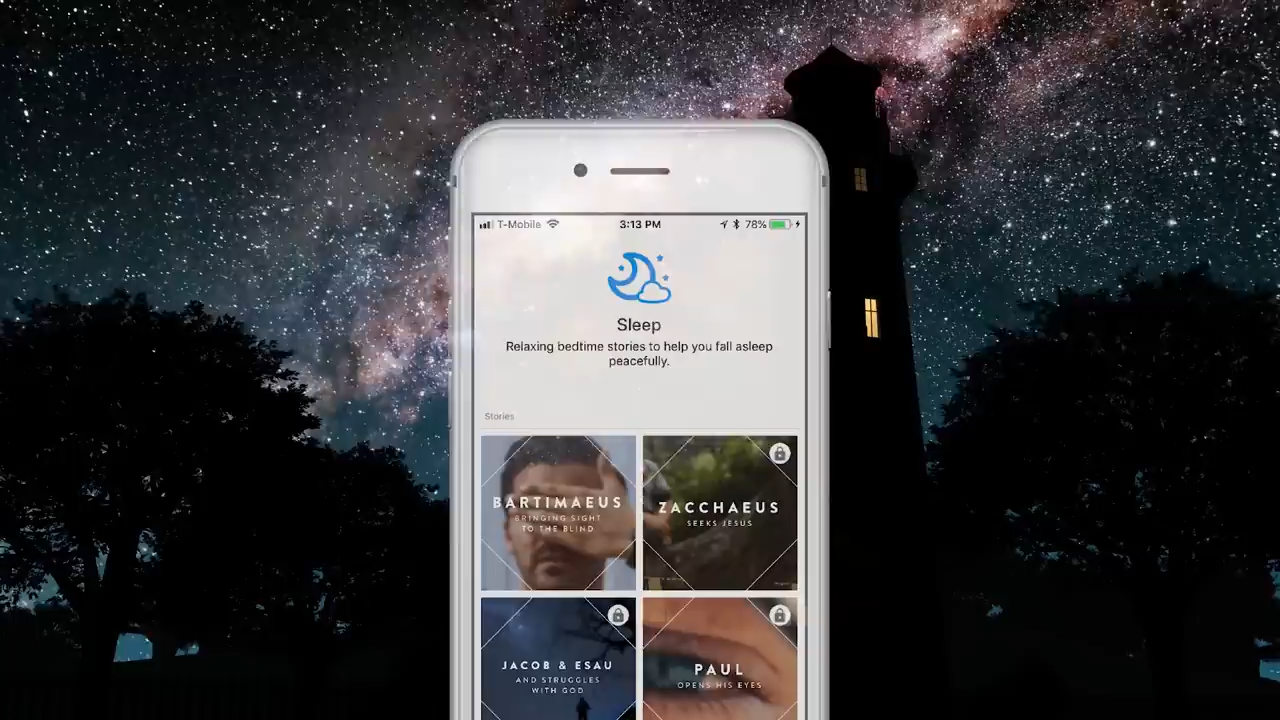 T-Mobile 3:13 PM 78%
Sleep
Relaxing bedtime stories to help you fall asleep
peacefully.
Stories
BARTIMAEUS
BRINGING SIGHT
TO THE BLIND
ZACCHAEUS
SEEKS JESUS
JACOB & ESAU
AND STRUGGLES
WITH GOD
PAUL
OPENS HIS EYES